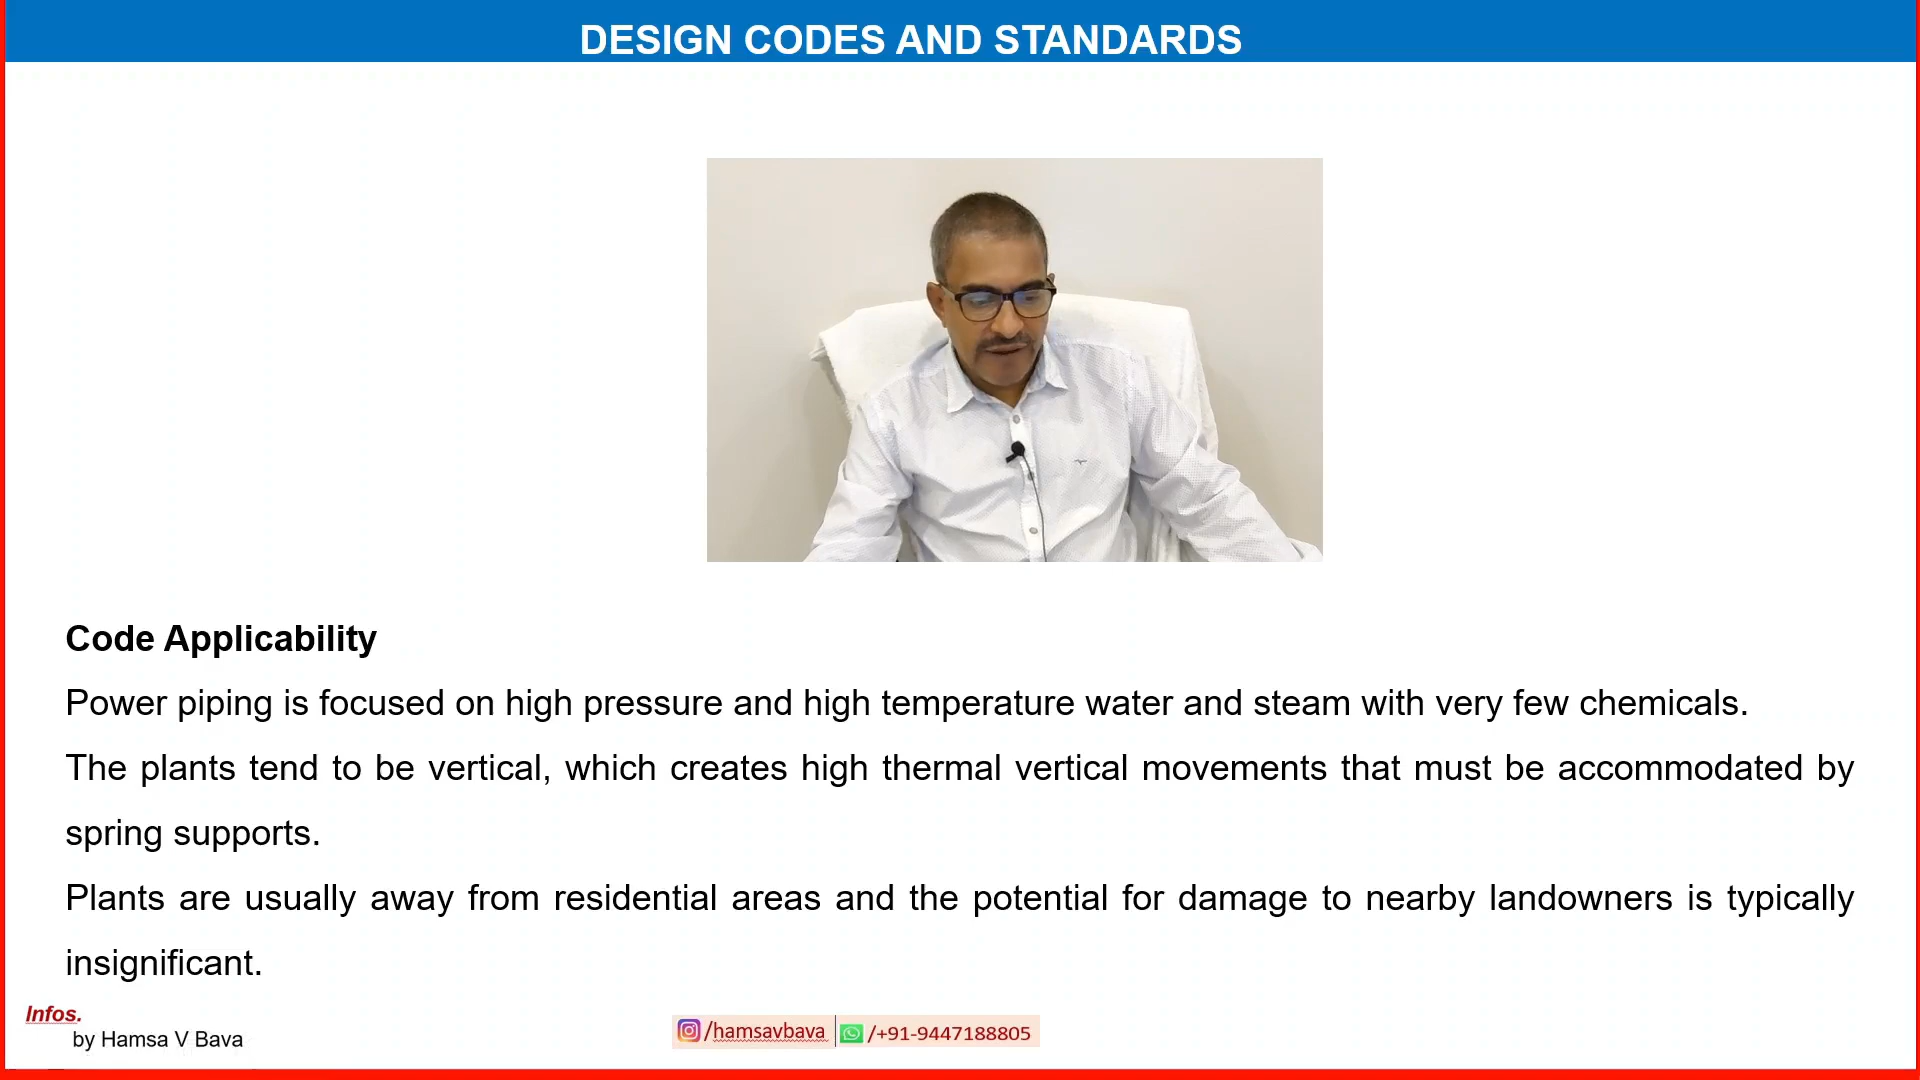 DESIGN CODES AND STANDARDS
Code Applicability
Power piping is focused on high pressure and high temperature water and steam with very few chemicals.
The plants tend to be vertical, which creates high thermal vertical movements that must be accommodated by
spring supports.
Plants are usually away from residential areas and the potential for damage to nearby landowners is typically
insignificant.
Infos.
by Hamsa V Bava
/hamsavbava /+91-9447188805